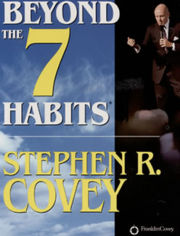 BEYOND
THE 7
HABITS®
STEPHEN R.
COVEY
FranklinCovey